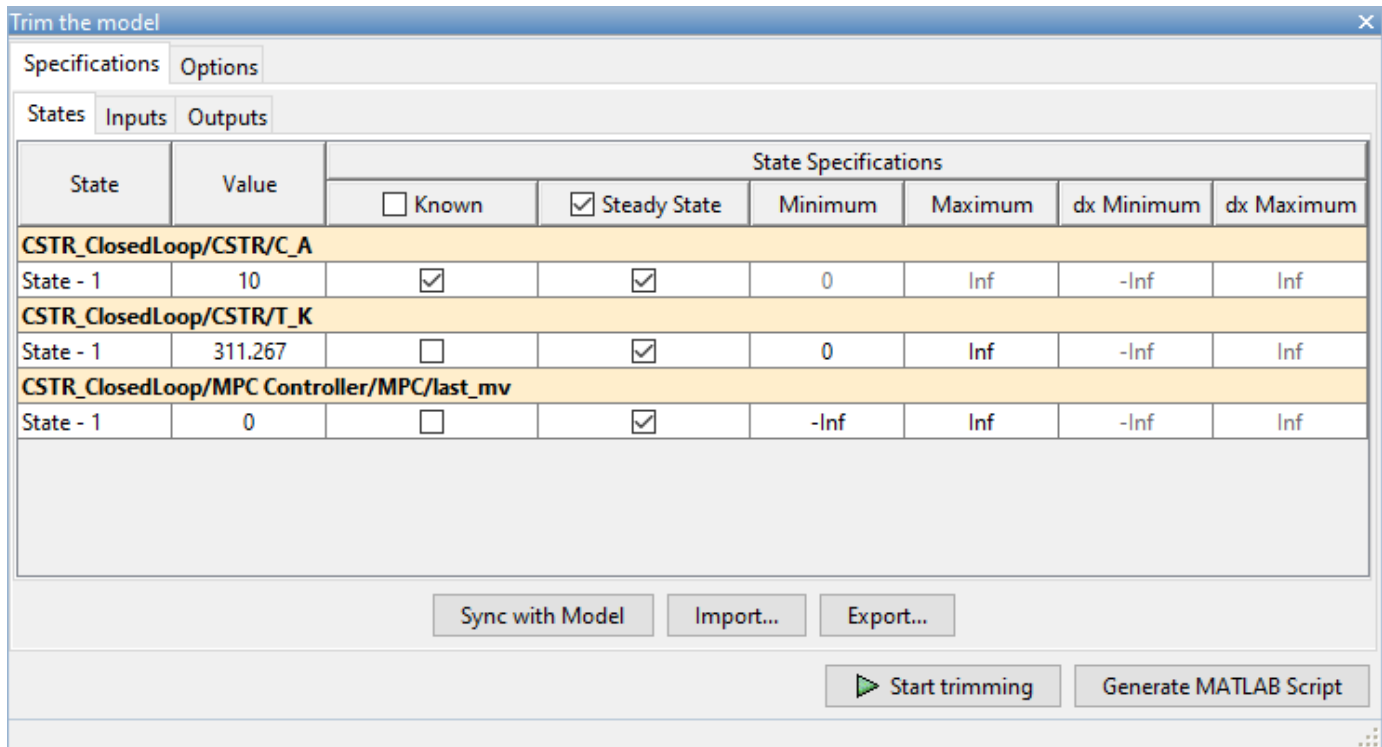 Trim the model
Specifications Options
States Inputs Outputs
State Value State Specifications
Known Steady State Minimum Maximum dx Minimum dx Maximum
CSTR_ClosedLoop/CSTR/C_A
State - 1 10 0 Inf -Inf Inf
CSTR_ClosedLoop/CSTR/T_K
State - 1 311.267 0 Inf -Inf Inf
CSTR_ClosedLoop/MPC Controller/MPC/last_mv
State - 1 0 -Inf Inf -Inf Inf
Sync with Model Import... Export...
Start trimming Generate MATLAB Script